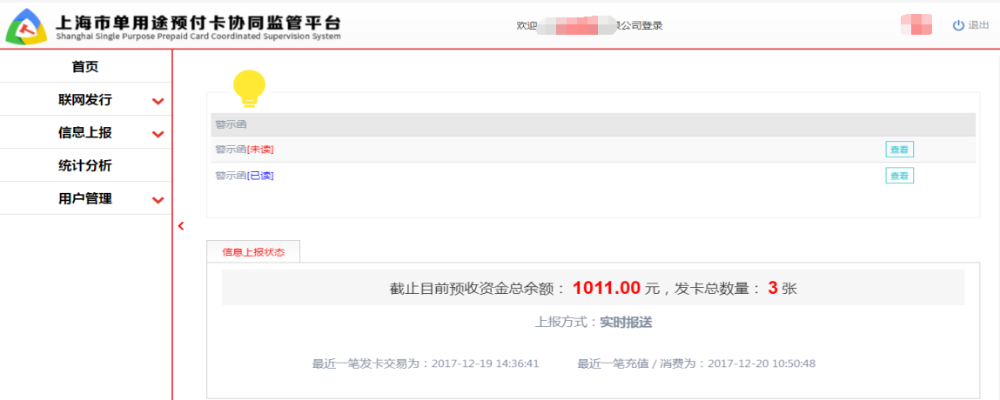 上海市单用途预付卡协同监管平台
Shanghai Single Purpose Prepaid Card Coordinated Supervision System
欢迎 限公司登录
退出
首页
联网发行
信息上报
统计分析
用户管理
警示函
警示函[未读] 查看
警示函[已读] 查看
信息上报状态
截止目前预收资金总余额： 1011.00 元，发卡总数量： 3 张
上报方式：实时报送
最近一笔发卡交易为：2017-12-19 14:36:41 最近一笔充值 / 消费为：2017-12-20 10:50:48